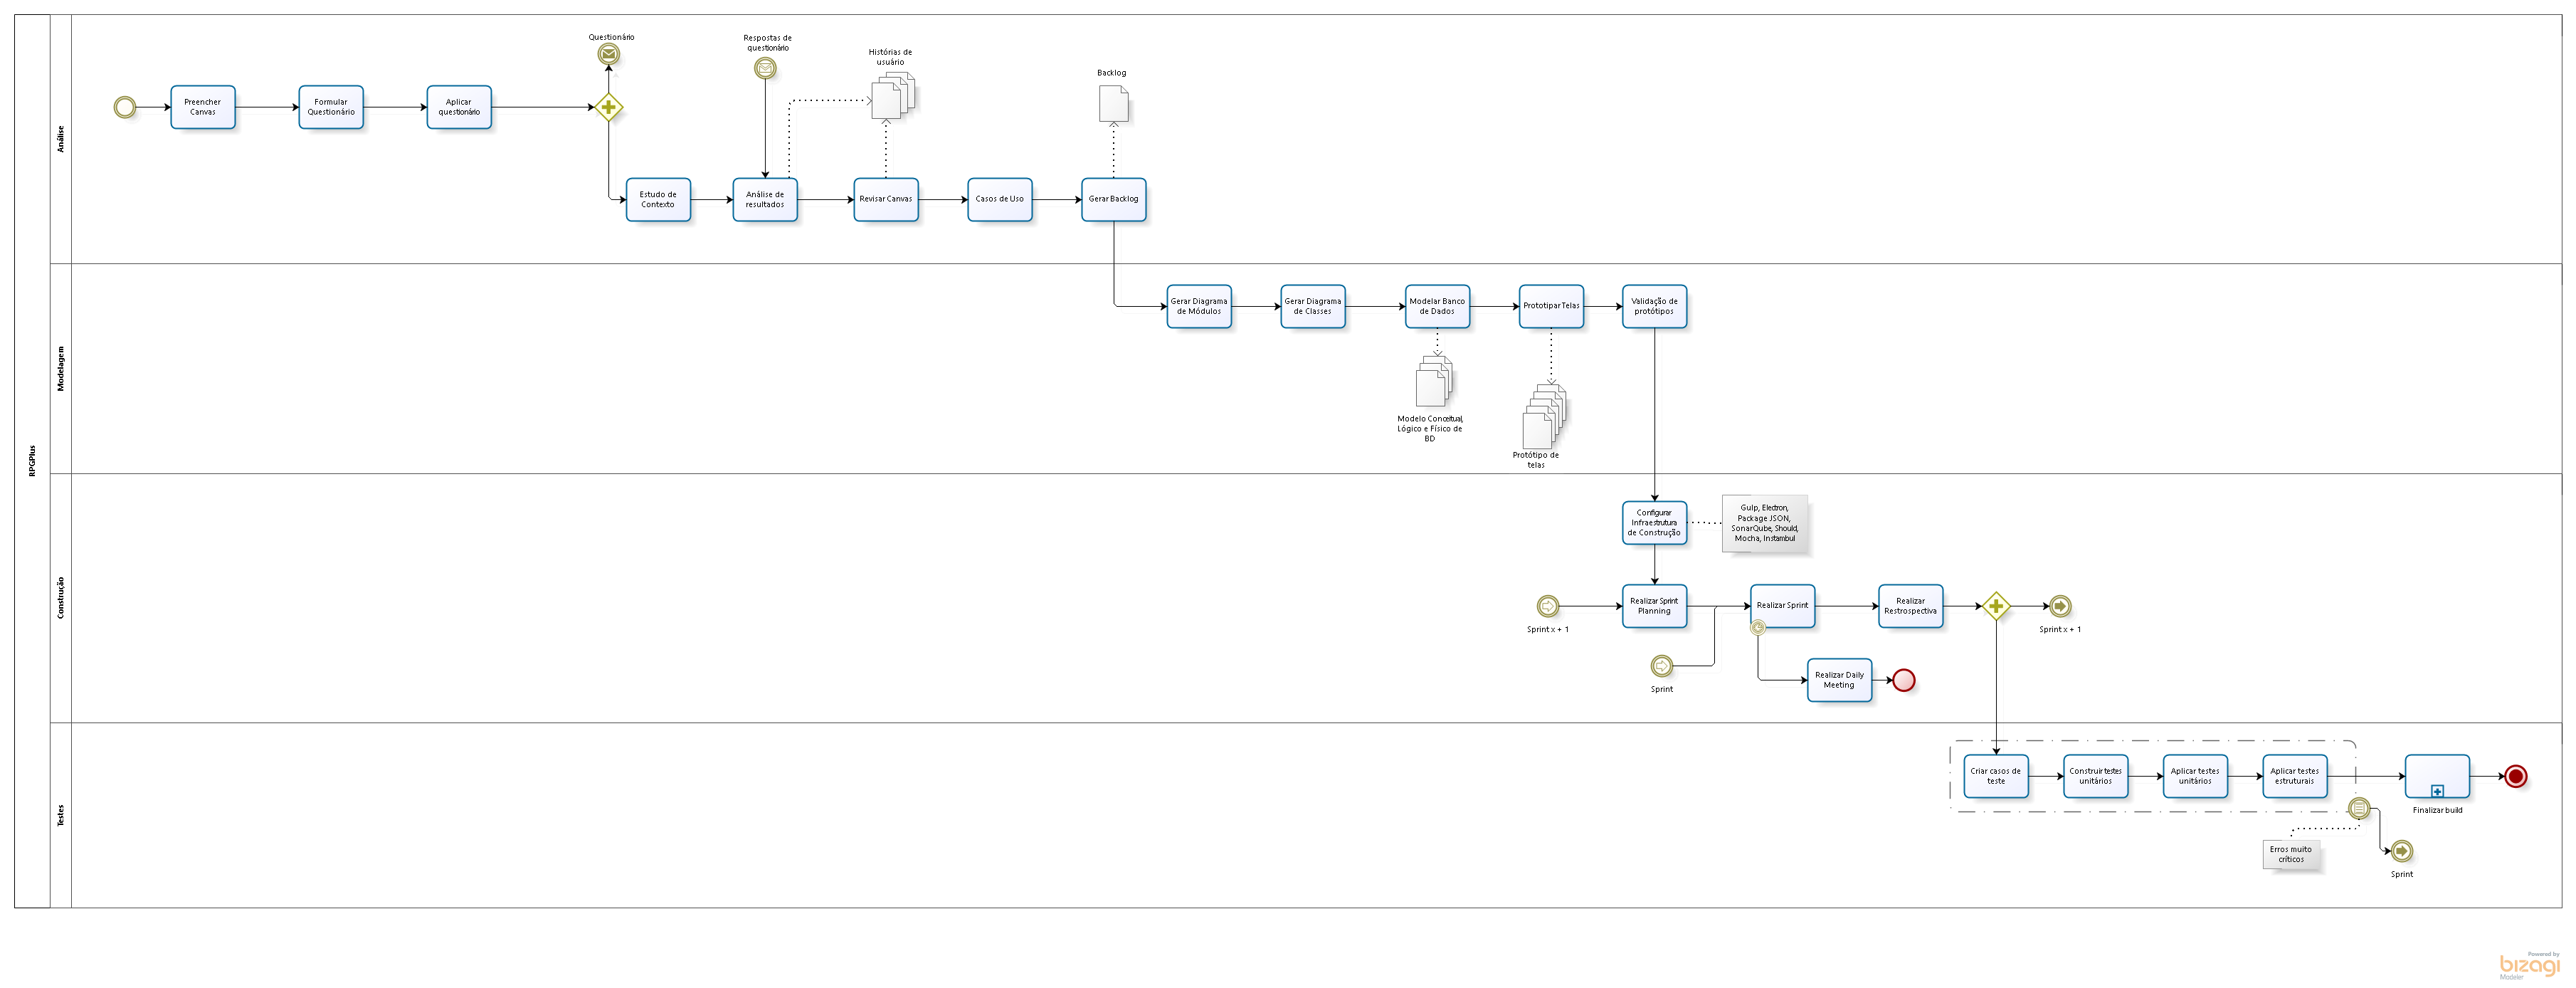 RPGPlus
Análise
Questionário
Respostas de
questionário
Histórias de
usuário
Backlog
Preencher
Canvas
Formular
Questionário
Aplicar
questionário
Estudo de
Contexto
Análise de
resultados
Revisar Canvas
Casos de Uso
Gerar Backlog
Modelagem
Gerar Diagrama
de Módulos
Gerar Diagrama
de Classes
Modelar Banco
de Dados
Prototipar Telas
Validação de
protótipos
Modelo Conceitual,
Lógico e Físico de
BD
Protótipo de
telas
Construção
Configurar
Infraestrutura
de Construção
Gulp, Electron,
Package JSON,
SonarQube, Should,
Mocha, Instambul
Sprint x + 1
Realizar Sprint
Planning
Realizar Sprint
Realizar
Restrospectiva
Sprint x + 1
Sprint
Realizar Daily
Meeting
Testes
Criar casos de
teste
Construir testes
unitários
Aplicar testes
unitários
Aplicar testes
estruturais
Finalizar build
Erros muito
críticos
Sprint
Powered by
bizagi
Modeler